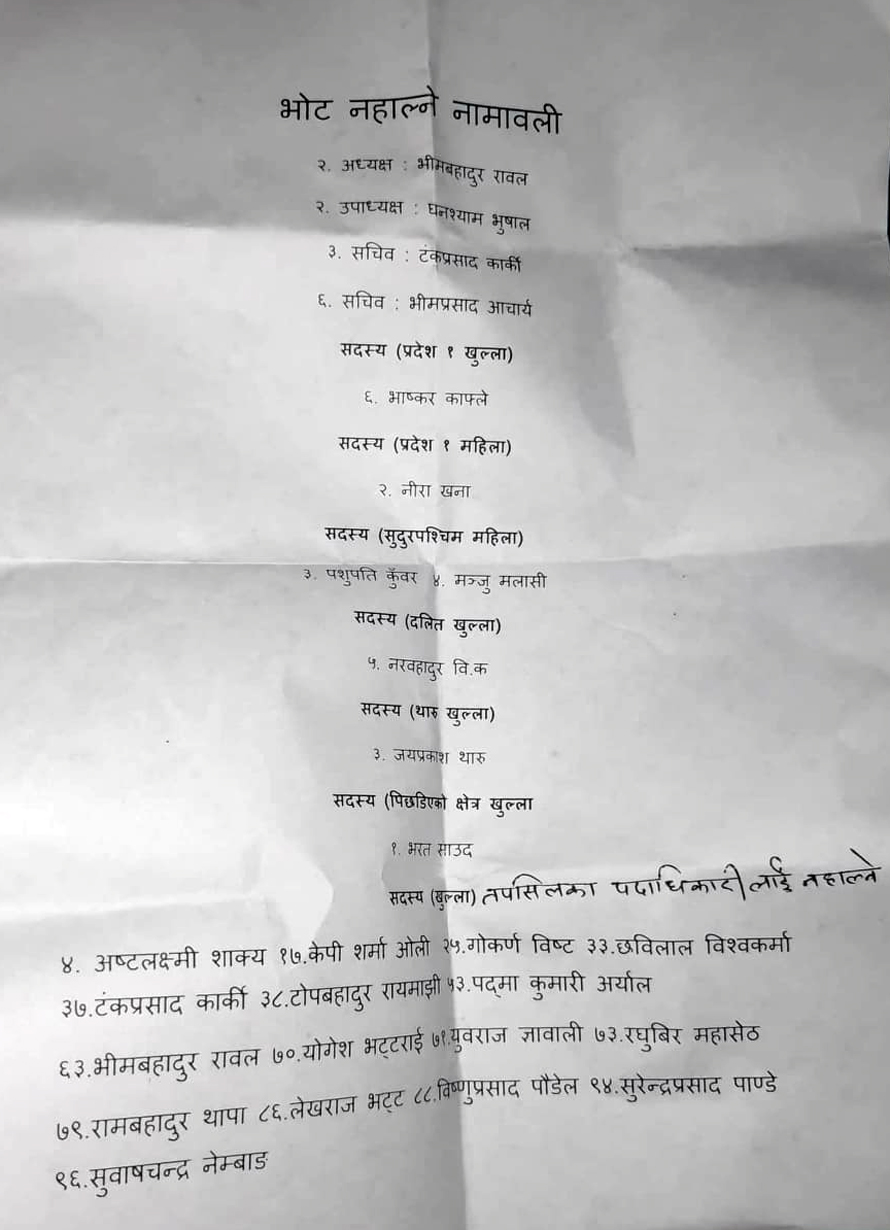 भोट नहाल्ने नामावली
२. अध्यक्ष : भीमबहादुर रावल
२. उपाध्यक्ष : घनश्याम भुषाल
३. सचिव : टंकप्रसाद कार्की
६. सचिव : भीमप्रसाद आचार्य
सदस्य (प्रदेश १ खुल्ला)
६. भाष्कर काफ्ले
सदस्य (प्रदेश १ महिला)
२. नीरा खना
सदस्य (सुदुरपश्चिम महिला)
३. पशुपति कुँवर ४. मञ्जु मलासी
सदस्य (दलित खुल्ला)
५. नरवहादुर वि.क
सदस्य (थारु खुल्ला)
३. जयप्रकाश थारु
सदस्य (पिछडिएको क्षेत्र खुल्ला
१. भरत साउद
सदस्य (खुल्ला) तपसिलका पदाधिकारी लाई नहाल्ने
४. अष्टलक्ष्मी शाक्य १७.केपी शर्मा ओली २५.गोकर्ण विष्ट ३३.छविलाल विश्वकर्मा
३७.टंकप्रसाद कार्की ३८.टोपबहादुर रायमाझी ५३.पद्मा कुमारी अर्याल
६३.भीमबहादुर रावल ७०.योगेश भट्टराई ७१.युवराज ज्ञावाली ७३.रघुबिर महासेठ
७९.रामबहादुर थापा ८६.लेखराज भट्ट ८८.विष्णुप्रसाद पौडेल ९४.सुरेन्द्रप्रसाद पाण्डे
९६.सुवाषचन्द्र नेम्बाङ